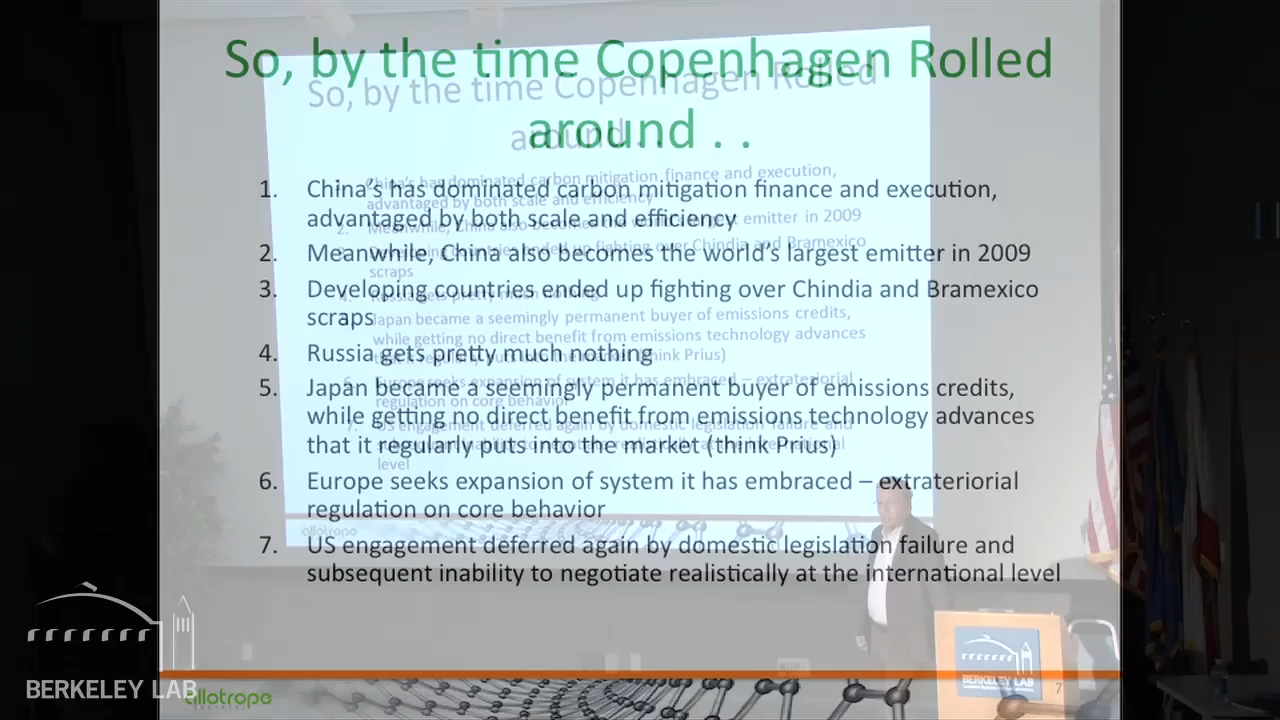 So, by the time Copenhagen Rolled
around . .
1. China's has dominated carbon mitigation finance and execution,
advantaged by both scale and efficiency
2. Meanwhile, China also becomes the world's largest emitter in 2009
3. Developing countries ended up fighting over Chindia and Bramexico
scraps
4. Russia gets pretty much nothing
5. Japan became a seemingly permanent buyer of emissions credits,
while getting no direct benefit from emissions technology advances
that it regularly puts into the market (think Prius)
6. Europe seeks expansion of system it has embraced – extrateriorial
regulation on core behavior
7. US engagement deferred again by domestic legislation failure and
subsequent inability to negotiate realistically at the international level
BERKELEY LAB
allotrope
BERKELEY LAB
7